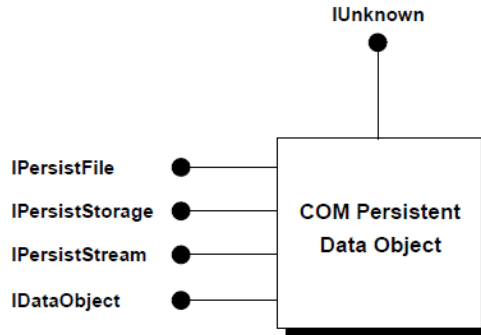 IUnknown
IPersistFile
IPersistStorage
IPersistStream
IDataObject
COM Persistent
Data Object